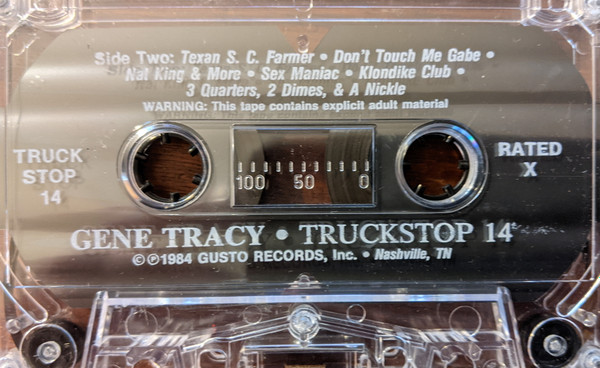 Side Two: Texan S. C. Farmer • Don't Touch Me Gabe •
Nat King & More • Sex Maniac • Klondike Club •
3 Quarters, 2 Dimes, & A Nickle
WARNING: This tape contains explicit adult material
TRUCK
STOP
14
100 50 0
RATED
X
GENE TRACY • TRUCKSTOP 14
©℗1984 GUSTO RECORDS, Inc. • Nashville, TN